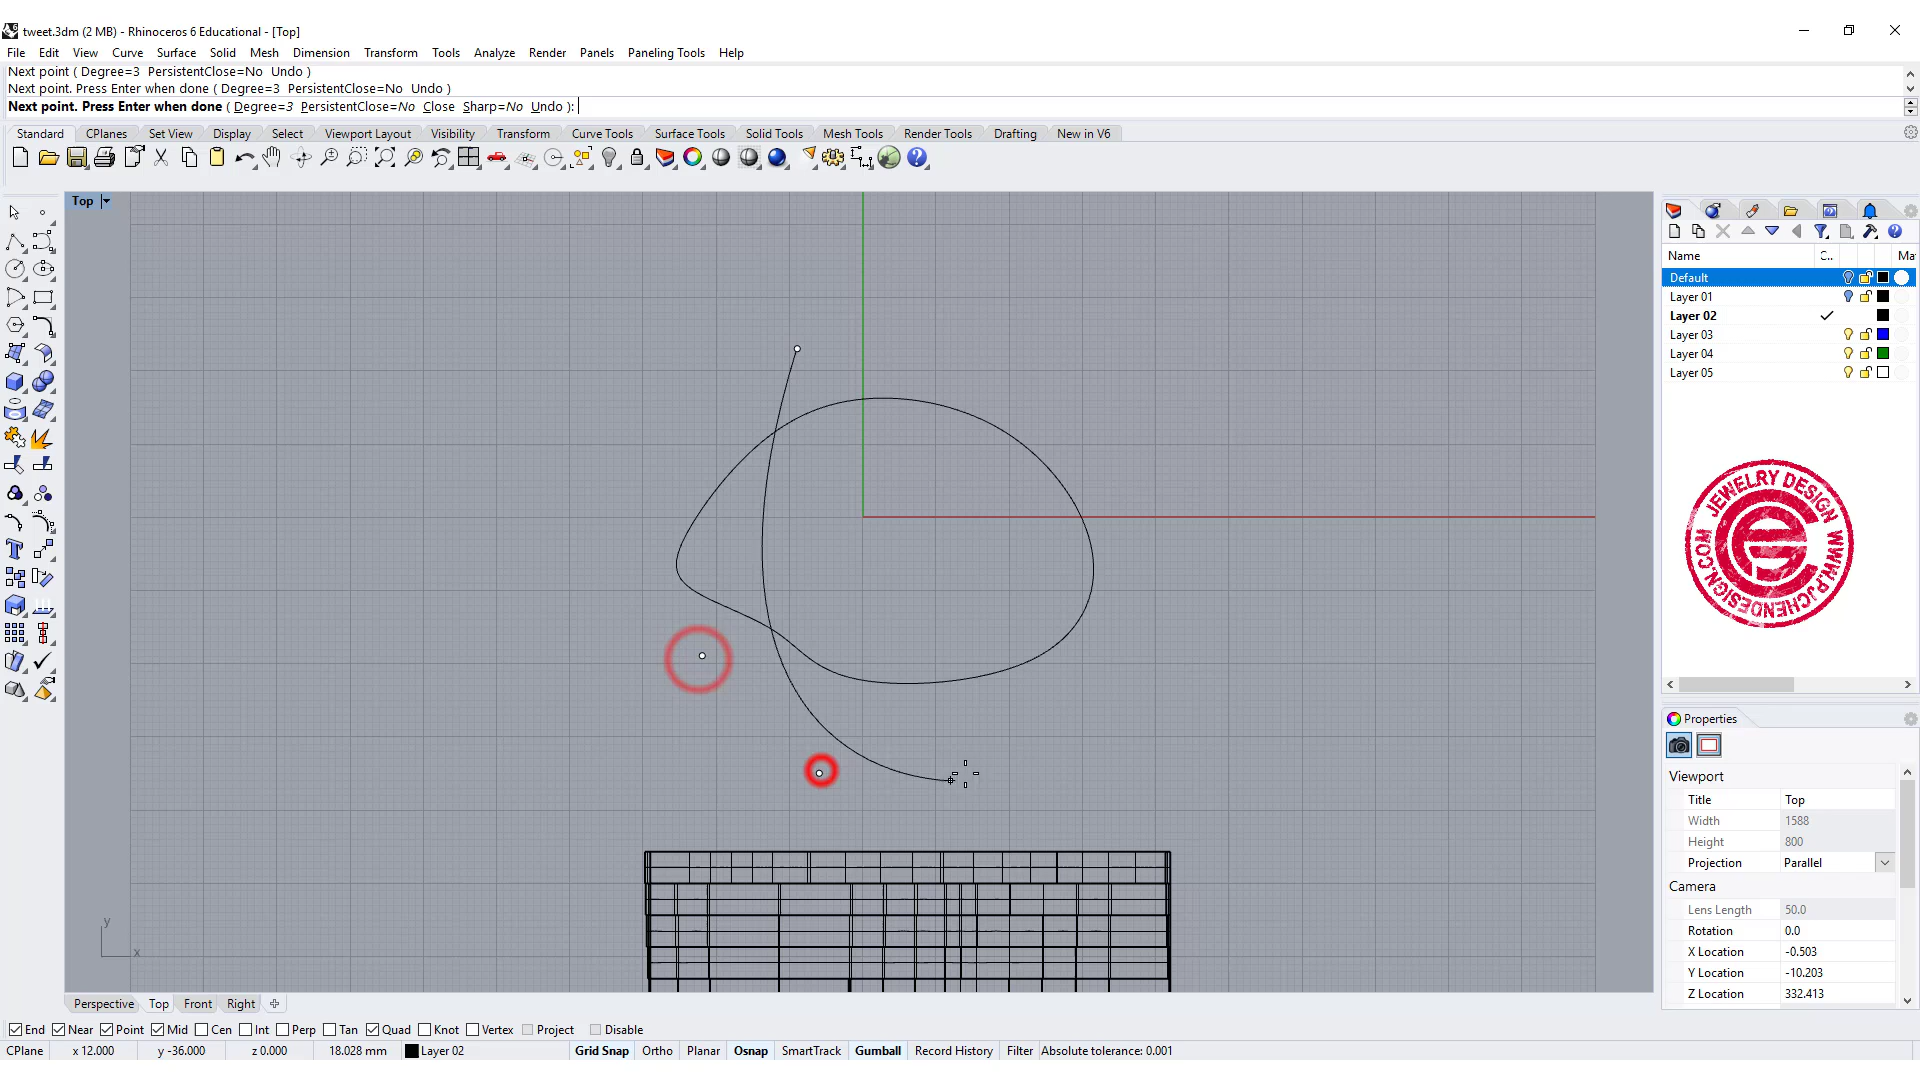 tweet.3dm (2 MB) - Rhinoceros 6 Educational - [Top]
File Edit View Curve Surface Solid Mesh Dimension Transform Tools Analyze Render Panels Paneling Tools Help
Next point ( Degree=3 PersistentClose=No Undo )
Next point. Press Enter when done ( Degree=3 PersistentClose=No Undo )
Next point. Press Enter when done ( Degree=3 PersistentClose=No Close Sharp=No Undo ):
Standard CPlanes Set View Display Select Viewport Layout Visibility Transform Curve Tools Surface Tools Solid Tools Mesh Tools Render Tools Drafting New in V6
Top
Name C.. Ma
Default
Layer 01
Layer 02
Layer 03
Layer 04
Layer 05
JEWELRY DESIGN
WWW.PJCHENDESIGN.COM
Properties
Viewport
Title Top
Width 1588
Height 800
Projection Parallel
Camera
Lens Length 50.0
Rotation 0.0
X Location -0.503
Y Location -10.203
Z Location 332.413
y
x
Perspective Top Front Right
End Near Point Mid Cen Int Perp Tan Quad Knot Vertex Project Disable
CPlane x 12.000 y -36.000 z 0.000 18.028 mm Layer 02 Grid Snap Ortho Planar Osnap SmartTrack Gumball Record History Filter Absolute tolerance: 0.001